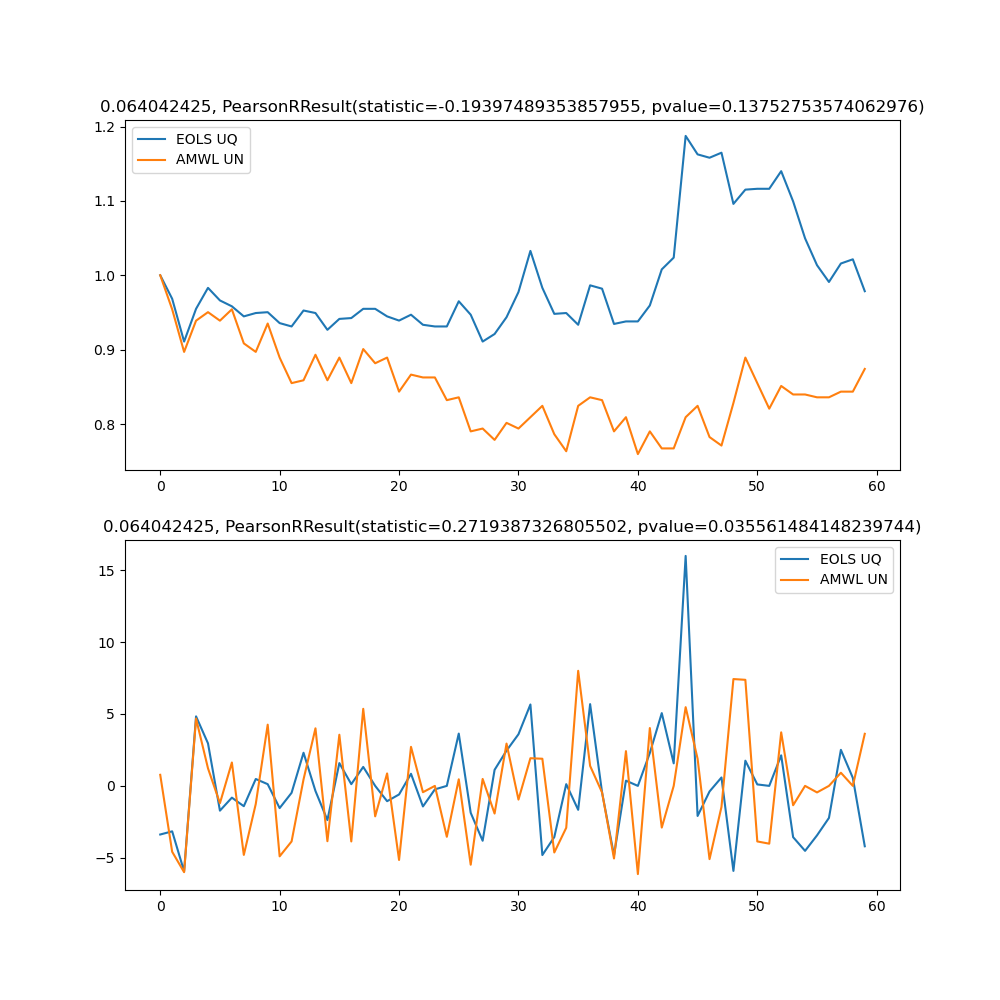 0.064042425, PearsonRResult(statistic=-0.19397489353857955, pvalue=0.13752753574062976)
EOLS UQ
AMWL UN
1.2
1.1
1.0
0.9
0.8
0 10 20 30 40 50 60
0.064042425, PearsonRResult(statistic=0.2719387326805502, pvalue=0.035561484148239744)
EOLS UQ
AMWL UN
15
10
5
0
−5
0 10 20 30 40 50 60